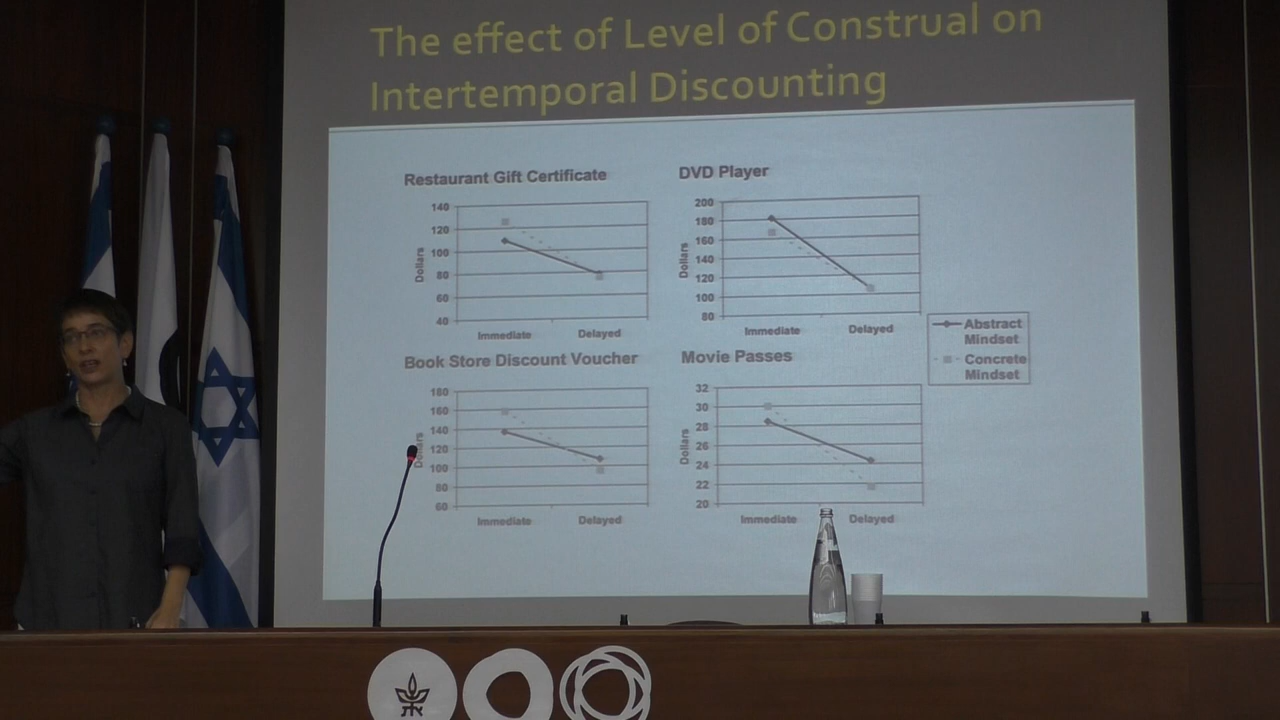 The effect of Level of Construal on
Intertemporal Discounting
Restaurant Gift Certificate
140
120
100
80
60
40
Dollars
Immediate
Delayed
DVD Player
200
180
160
140
120
100
80
Dollars
Immediate
Delayed
Book Store Discount Voucher
180
160
140
120
100
80
60
Dollars
Immediate
Delayed
Movie Passes
32
30
28
26
24
22
20
Dollars
Immediate
Delayed
Abstract
Mindset
Concrete
Mindset